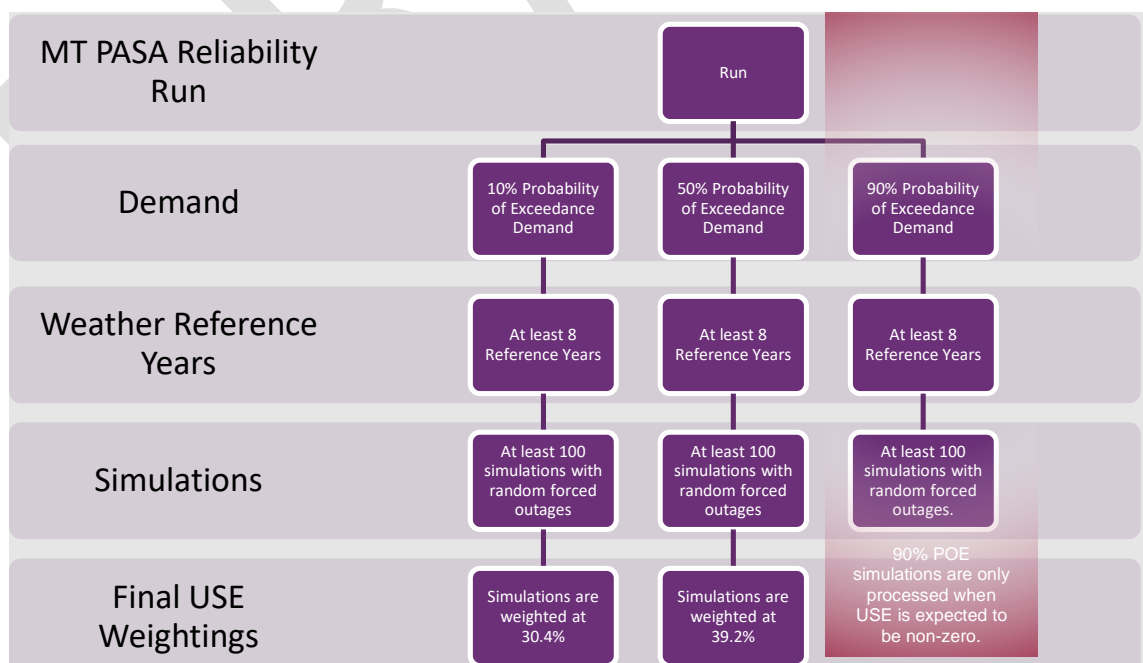 MT PASA Reliability
Run
Run
Demand
10% Probability
of Exceedance
Demand
50% Probability
of Exceedance
Demand
90% Probability
of Exceedance
Demand
Weather Reference
Years
At least 8
Reference Years
At least 8
Reference Years
At least 8
Reference Years
Simulations
At least 100
simulations with
random forced
outages
At least 100
simulations with
random forced
outages
At least 100
simulations with
random forced
outages.
Final USE
Weightings
Simulations are
weighted at
30.4%
Simulations are
weighted at
39.2%
90% POE
simulations are only
processed when
USE is expected to
be non-zero.